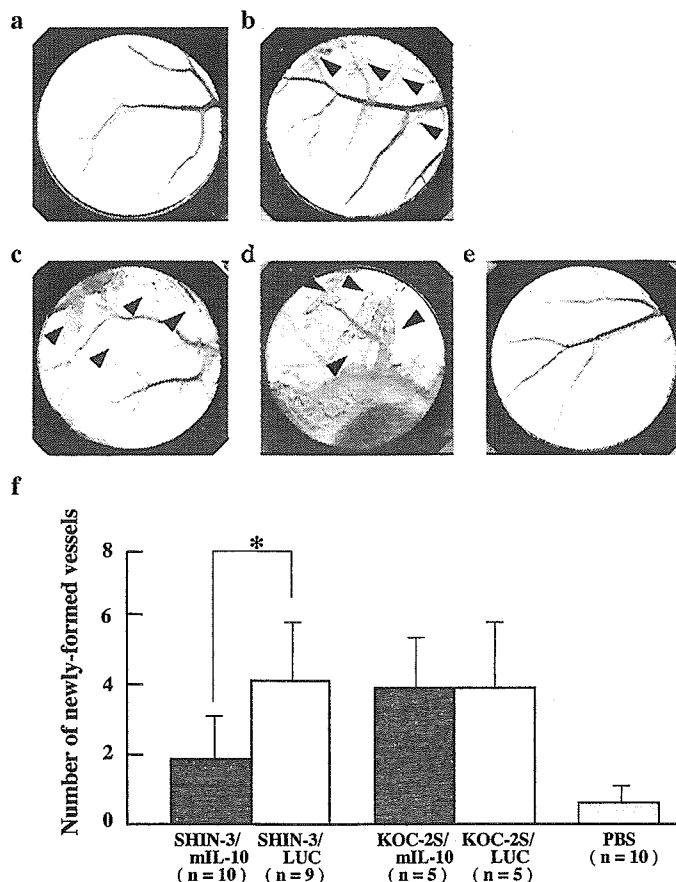 a
b
c
d
e
f
Number of newly-formed vessels
8
6
4
2
0
*
SHIN-3/
mIL-10
( n = 10 )
SHIN-3/
LUC
( n = 9 )
KOC-2S/
mIL-10
( n = 5 )
KOC-2S/
LUC
( n = 5 )
PBS
( n = 10 )